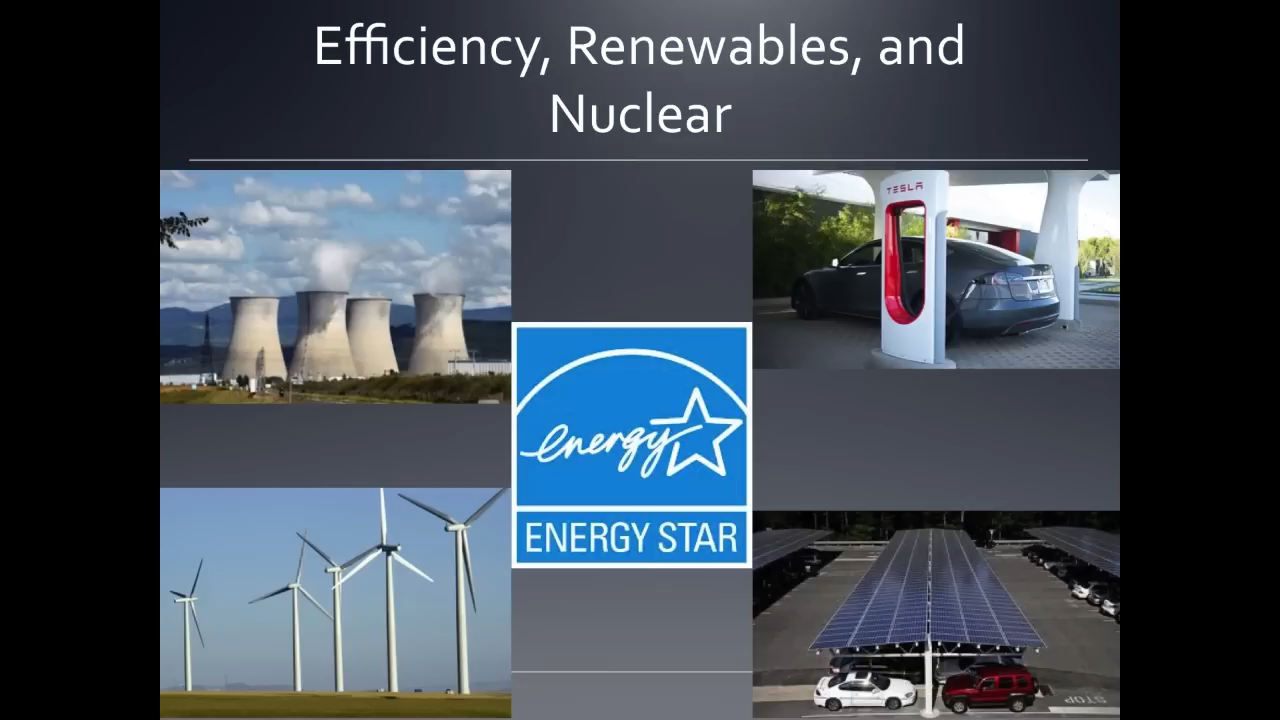 Efficiency, Renewables, and
Nuclear
TESLA
energy
ENERGY STAR
STOP